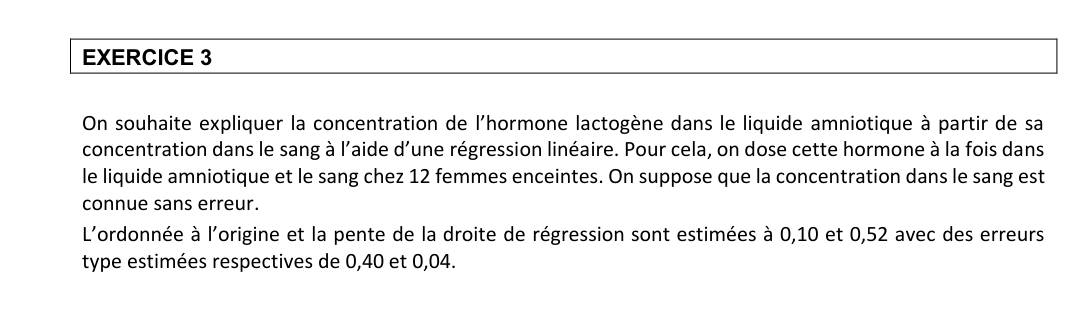 EXERCICE 3
On souhaite expliquer la concentration de l’hormone lactogène dans le liquide amniotique à partir de sa
concentration dans le sang à l’aide d’une régression linéaire. Pour cela, on dose cette hormone à la fois dans
le liquide amniotique et le sang chez 12 femmes enceintes. On suppose que la concentration dans le sang est
connue sans erreur.
L’ordonnée à l’origine et la pente de la droite de régression sont estimées à 0,10 et 0,52 avec des erreurs
type estimées respectives de 0,40 et 0,04.